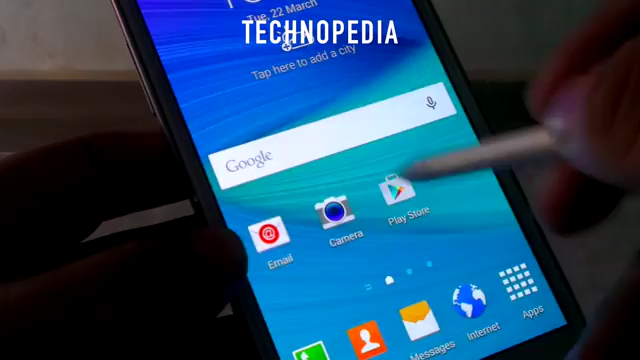 Tue, 22 March
TECHNOPEDIA
Tap here to add a city
Google
Play Store
Camera
Email
Apps
Internet
Messages